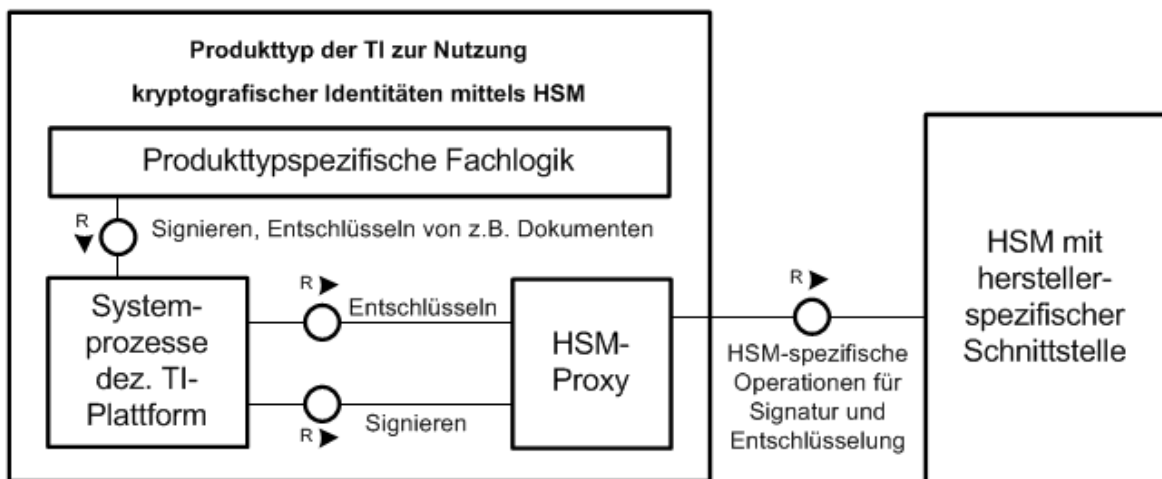 Produkttyp der TI zur Nutzung
kryptografischer Identitäten mittels HSM
Produkttypspezifische Fachlogik
R
Signieren, Entschlüsseln von z.B. Dokumenten
System-
prozesse
dez. TI-
Plattform
R
Entschlüsseln
R
Signieren
HSM-
Proxy
R
HSM-spezifische
Operationen für
Signatur und
Entschlüsselung
HSM mit
hersteller-
spezifischer
Schnittstelle